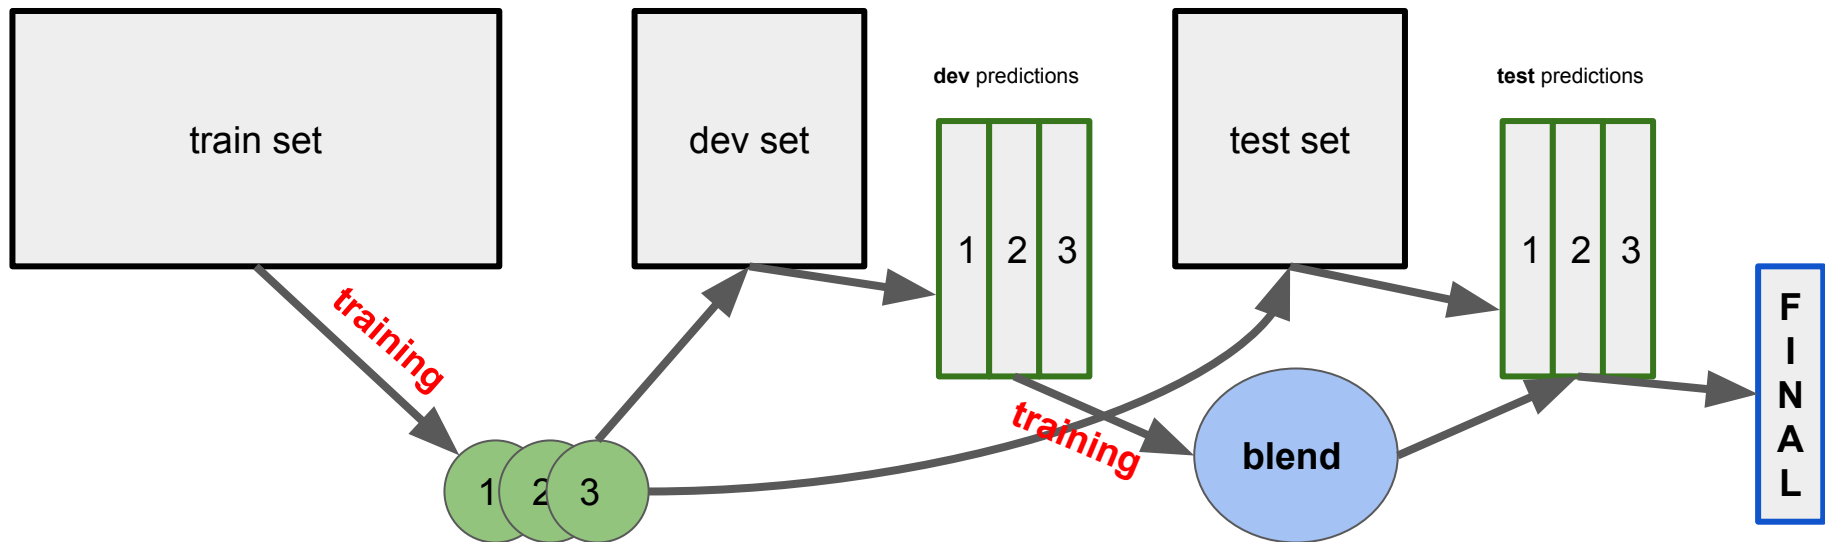 train set
dev set
dev predictions
1 2 3
test set
test predictions
1 2 3
training
1 2 3
training
blend
F
I
N
A
L